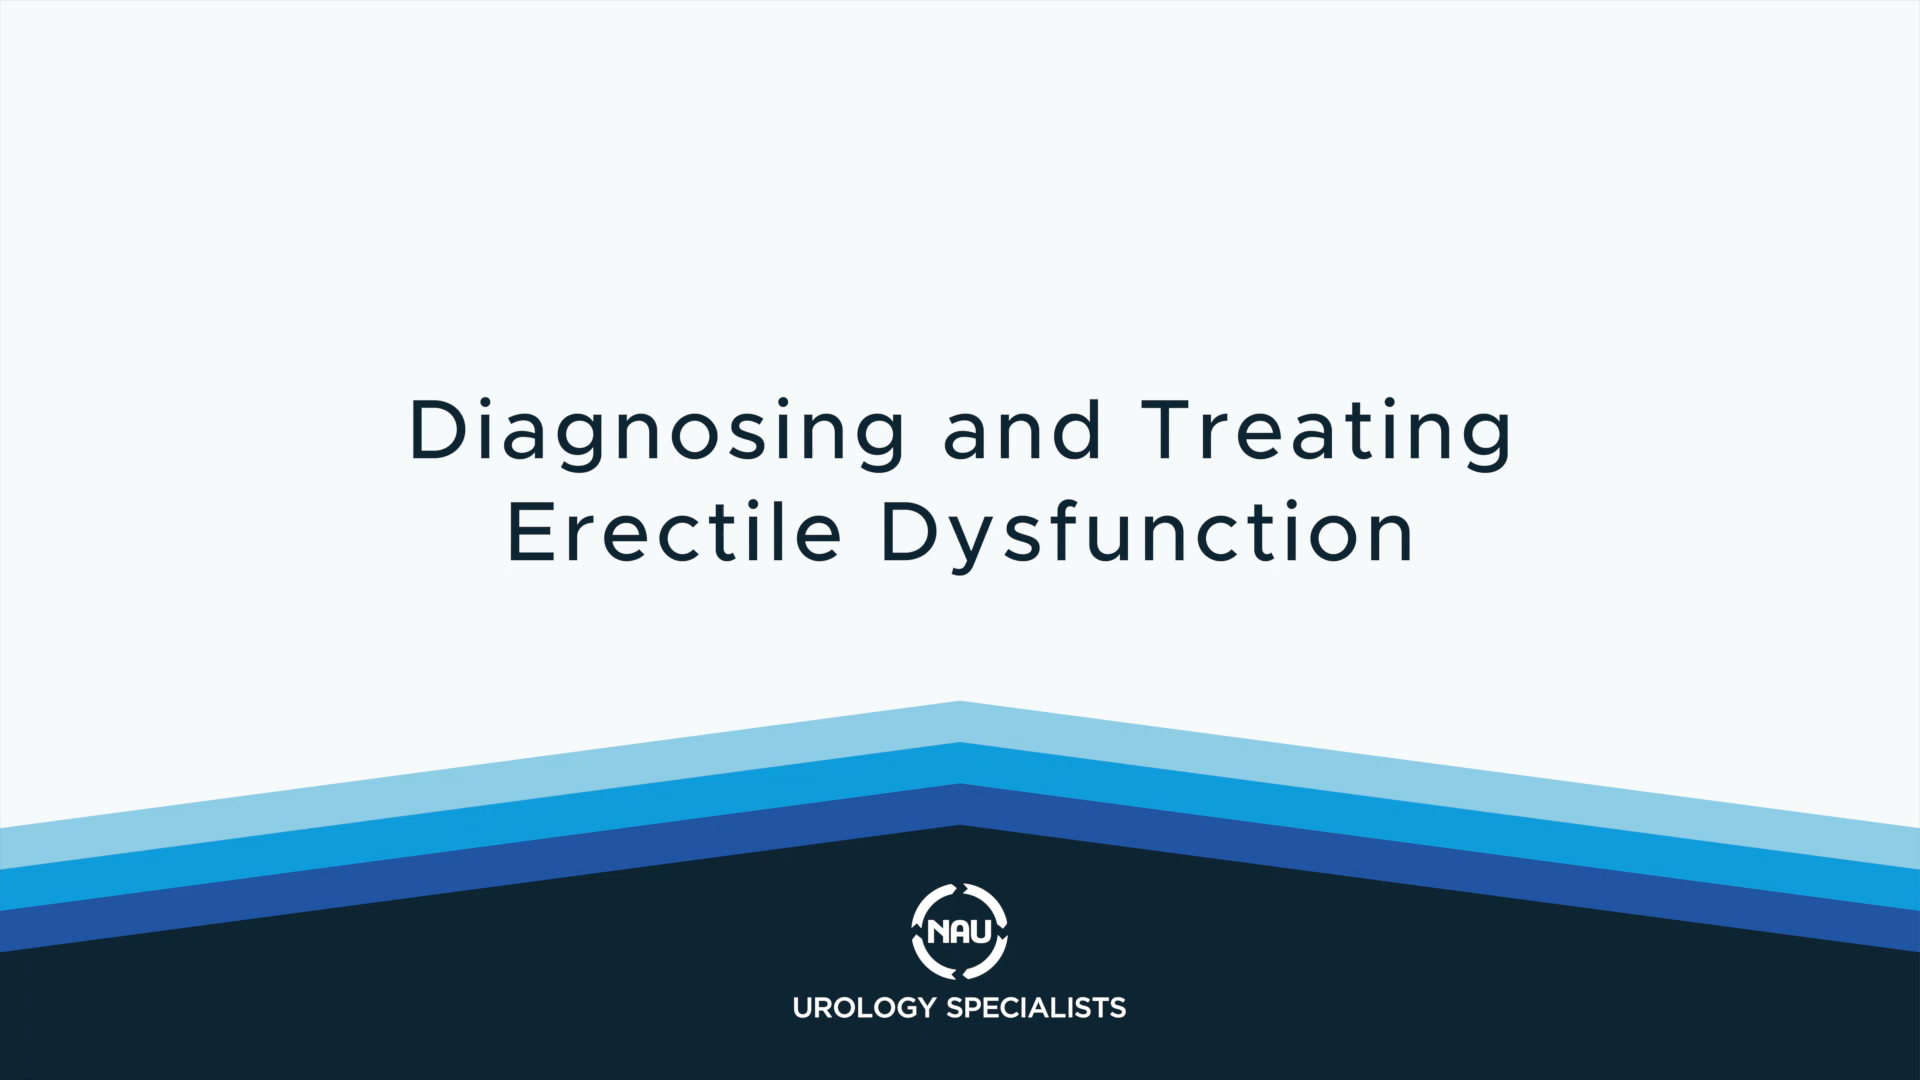 Diagnosing and Treating
Erectile Dysfunction
NAU
UROLOGY SPECIALISTS